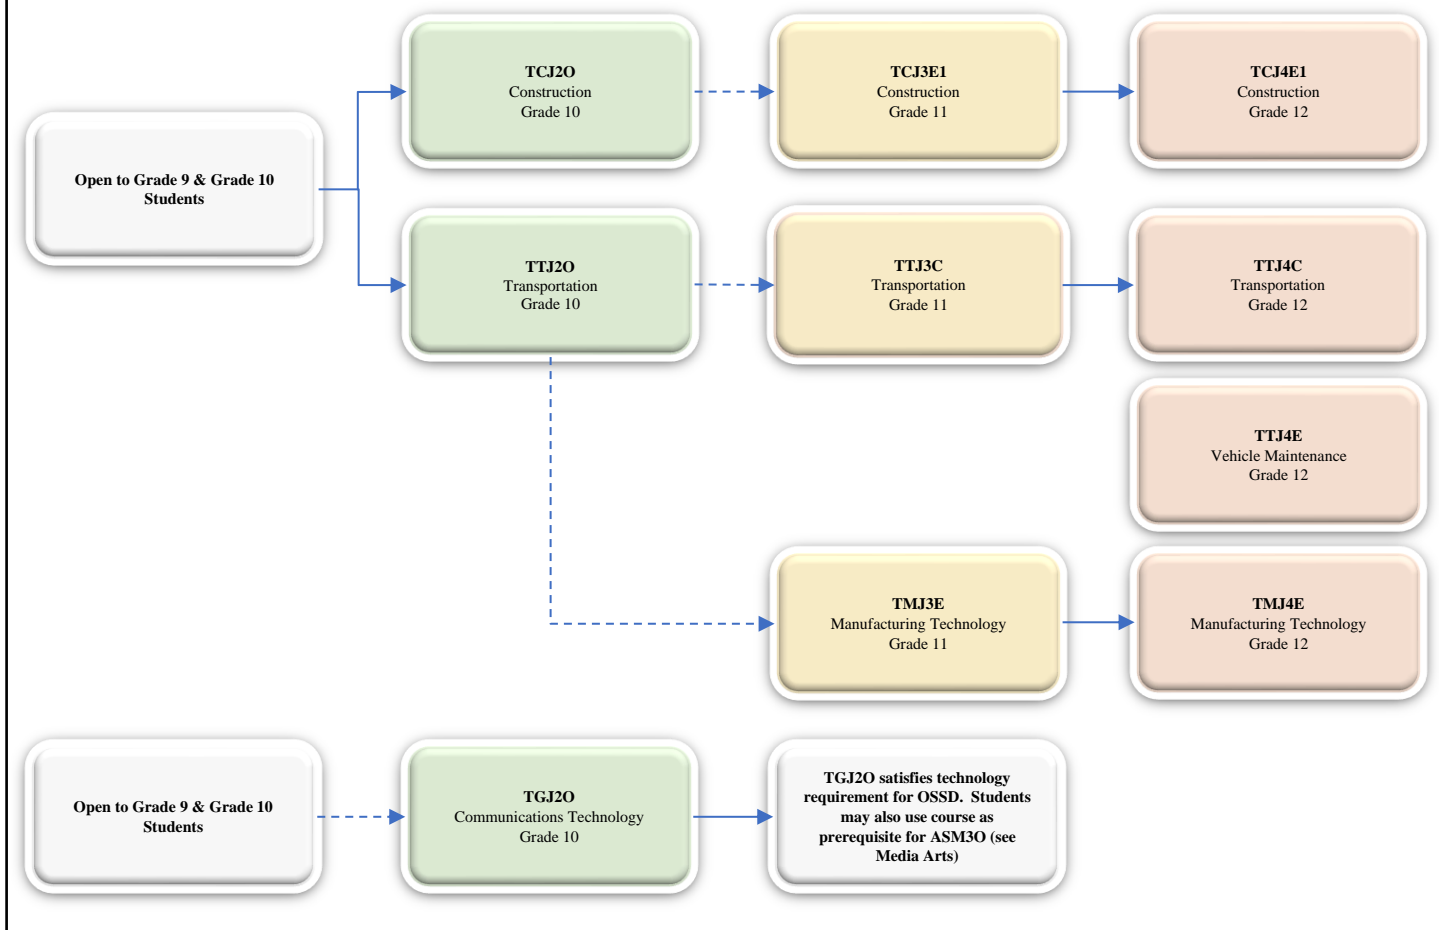 TCJ2O
Construction
Grade 10
TCJ3E1
Construction
Grade 11
TCJ4E1
Construction
Grade 12
Open to Grade 9 & Grade 10
Students
TTJ2O
Transportation
Grade 10
TTJ3C
Transportation
Grade 11
TTJ4C
Transportation
Grade 12
TTJ4E
Vehicle Maintenance
Grade 12
TMJ3E
Manufacturing Technology
Grade 11
TMJ4E
Manufacturing Technology
Grade 12
Open to Grade 9 & Grade 10
Students
TGJ2O
Communications Technology
Grade 10
TGJ2O satisfies technology
requirement for OSSD. Students
may also use course as
prerequisite for ASM3O (see
Media Arts)